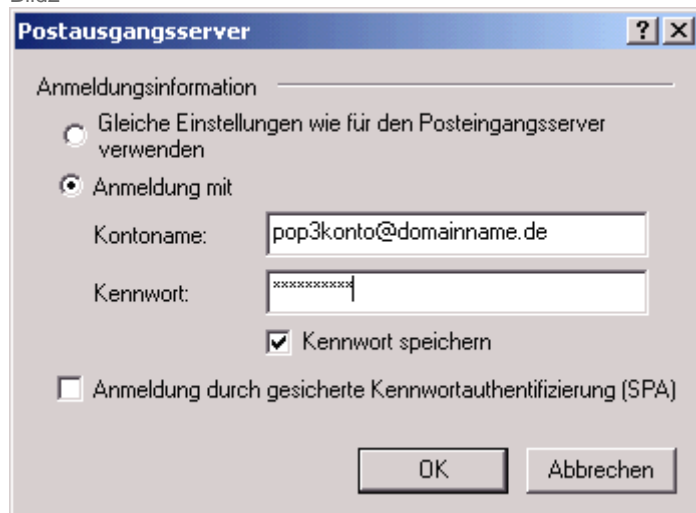 Bild2
Postausgangsserver
Anmeldungsinformation
Gleiche Einstellungen wie für den Posteingangsserver
verwenden
Anmeldung mit
Kontoname: pop3konto@domainname.de
Kennwort: **********
Kennwort speichern
Anmeldung durch gesicherte Kennwortauthentifizierung (SPA)
OK Abbrechen